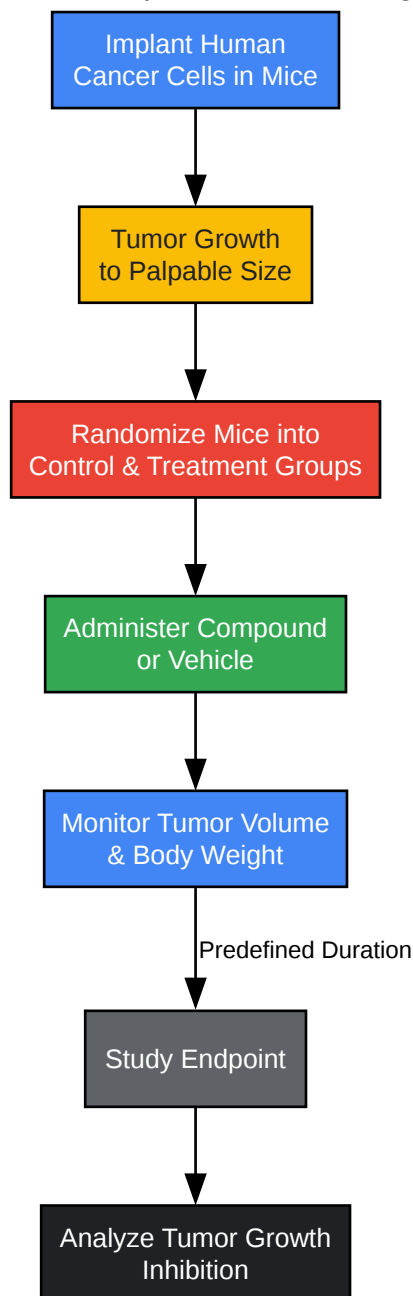 Implant Human
Cancer Cells in Mice
Tumor Growth
to Palpable Size
Randomize Mice into
Control & Treatment Groups
Administer Compound
or Vehicle
Monitor Tumor Volume
& Body Weight
Predefined Duration
Study Endpoint
Analyze Tumor Growth
Inhibition